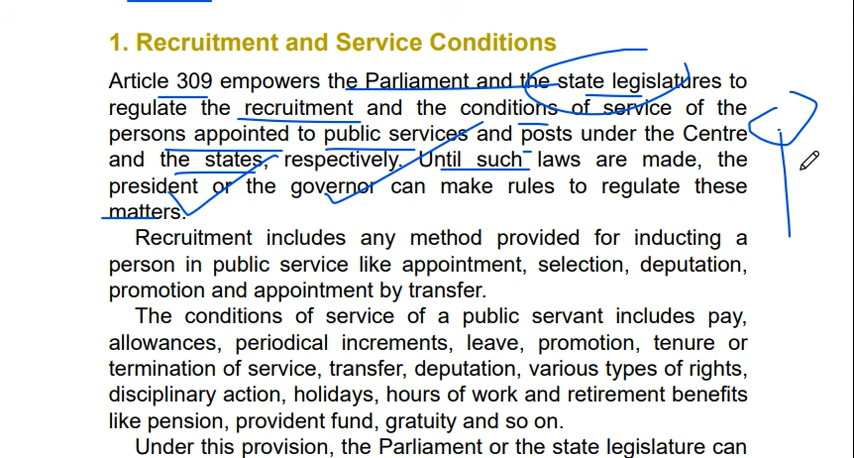 1. Recruitment and Service Conditions
Article 309 empowers the Parliament and the state legislatures to
regulate the recruitment and the conditions of service of the
persons appointed to public services and posts under the Centre
and the states, respectively. Until such laws are made, the
president or the governor can make rules to regulate these
matters.
Recruitment includes any method provided for inducting a
person in public service like appointment, selection, deputation,
promotion and appointment by transfer.
The conditions of service of a public servant includes pay,
allowances, periodical increments, leave, promotion, tenure or
termination of service, transfer, deputation, various types of rights,
disciplinary action, holidays, hours of work and retirement benefits
like pension, provident fund, gratuity and so on.
Under this provision, the Parliament or the state legislature can